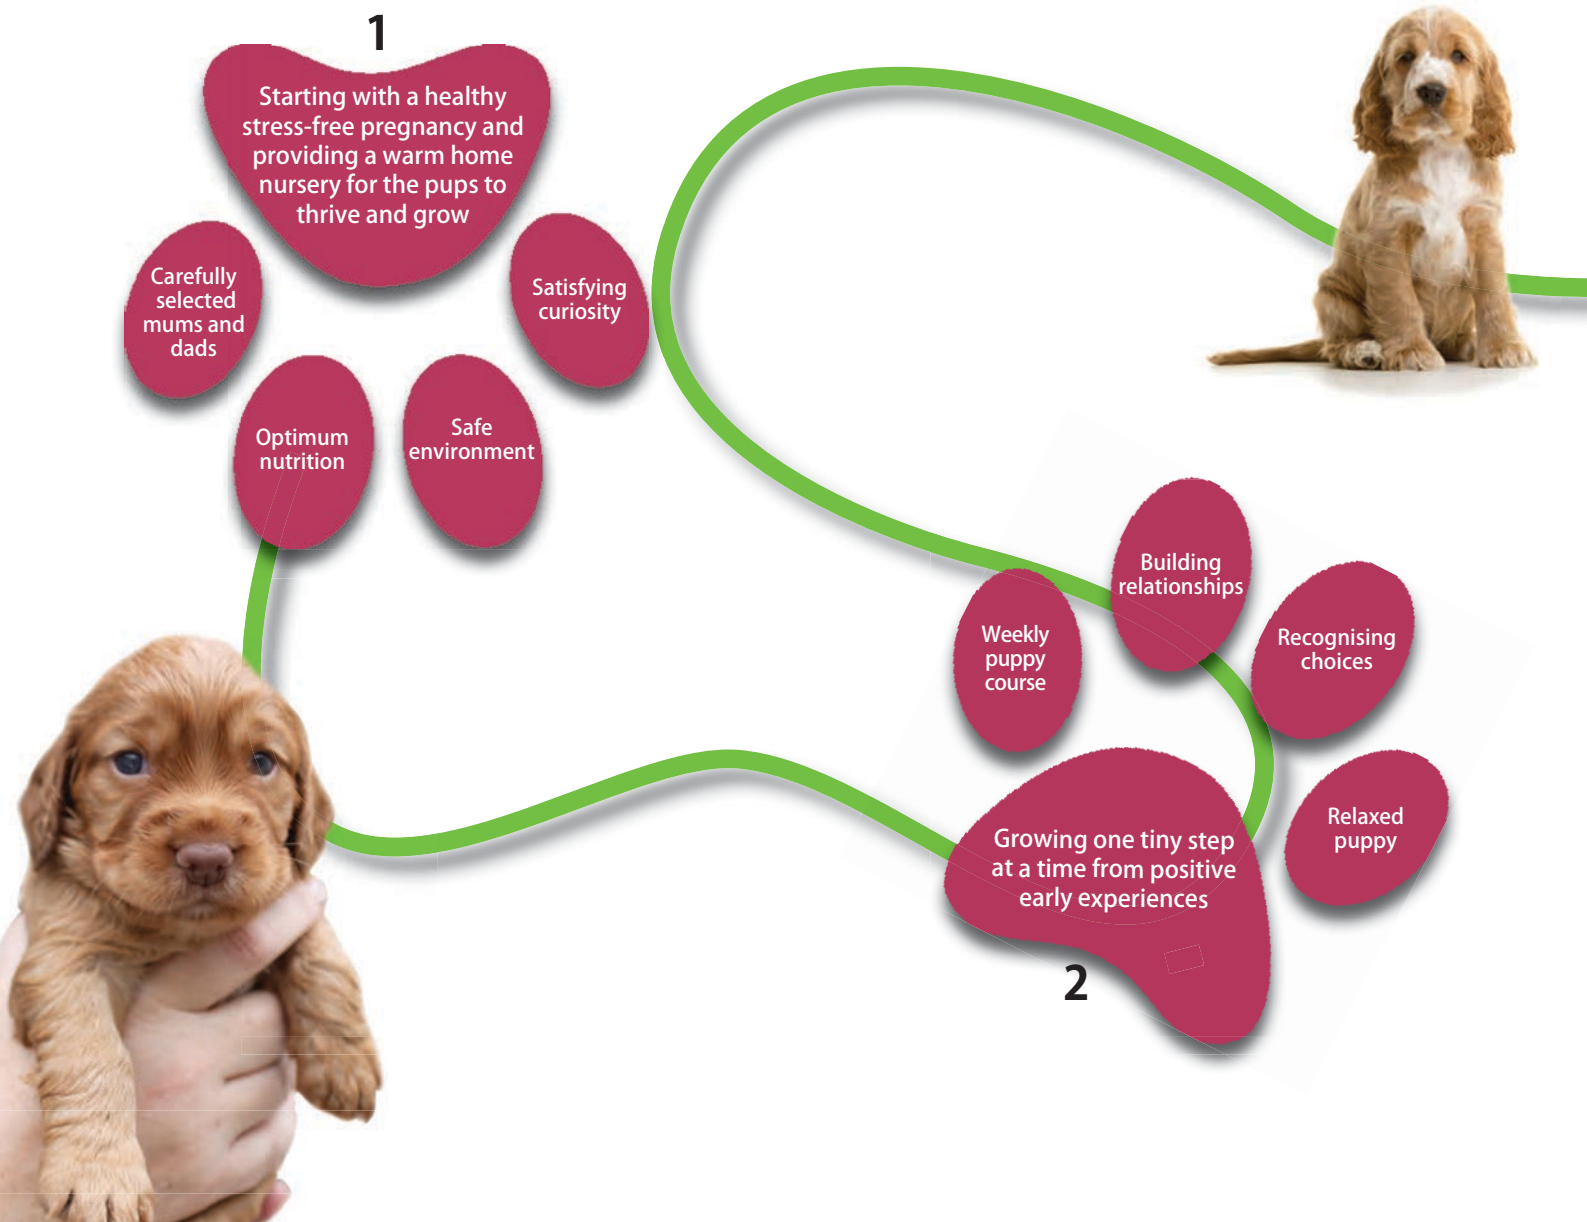 1
Starting with a healthy
stress-free pregnancy and
providing a warm home
nursery for the pups to
thrive and grow
Carefully
selected
mums and
dads
Optimum
nutrition
Safe
environment
Satisfying
curiosity
Weekly
puppy
course
Building
relationships
Recognising
choices
Relaxed
puppy
Growing one tiny step
at a time from positive
early experiences
2